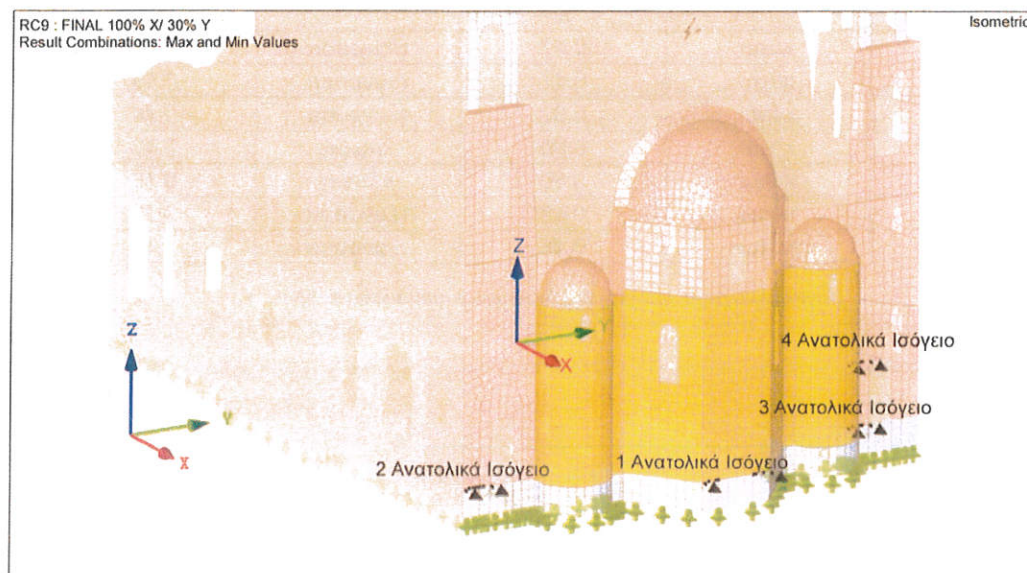 RC9 : FINAL 100% X/ 30% Y
Result Combinations: Max and Min Values
Isometric
Z
Y
X
Z
Y
X
4 Ανατολικά Ισόγειο
3 Ανατολικά Ισόγειο
2 Ανατολικά Ισόγειο
1 Ανατολικά Ισόγειο